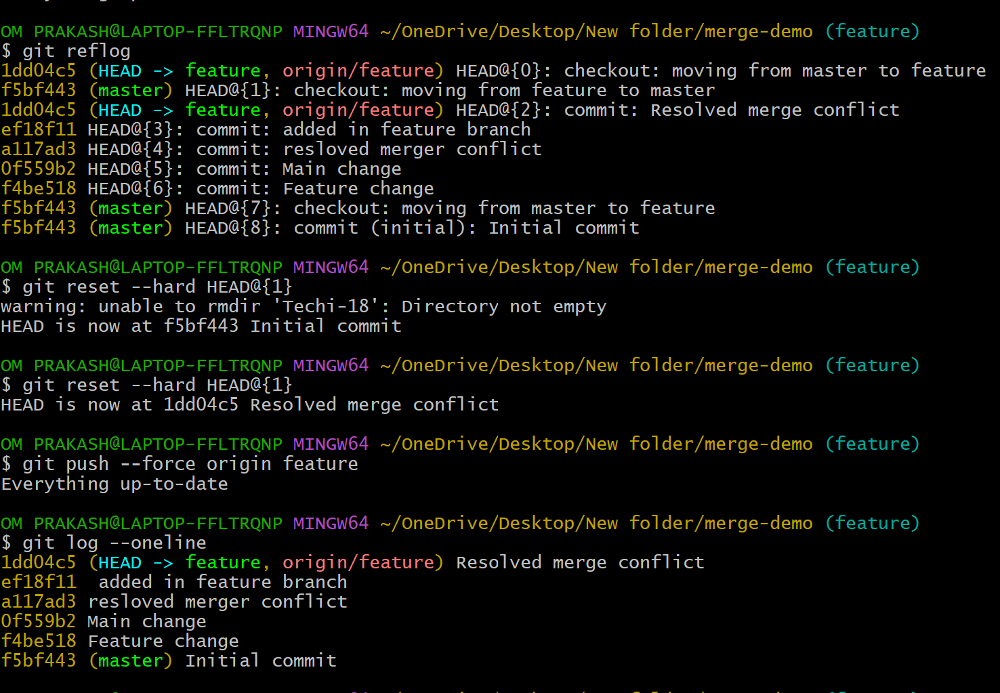 OM PRAKASH@LAPTOP-FFLTRQNP MINGW64 ~/OneDrive/Desktop/New folder/merge-demo (feature)
$ git reflog
1dd04c5 (HEAD -> feature, origin/feature) HEAD@{0}: checkout: moving from master to feature
f5bf443 (master) HEAD@{1}: checkout: moving from feature to master
1dd04c5 (HEAD -> feature, origin/feature) HEAD@{2}: commit: Resolved merge conflict
ef18f11 HEAD@{3}: commit: added in feature branch
a117ad3 HEAD@{4}: commit: resloved merger conflict
0f559b2 HEAD@{5}: commit: Main change
f4be518 HEAD@{6}: commit: Feature change
f5bf443 (master) HEAD@{7}: checkout: moving from master to feature
f5bf443 (master) HEAD@{8}: commit (initial): Initial commit
OM PRAKASH@LAPTOP-FFLTRQNP MINGW64 ~/OneDrive/Desktop/New folder/merge-demo (feature)
$ git reset --hard HEAD@{1}
warning: unable to rmdir 'Techi-18': Directory not empty
HEAD is now at f5bf443 Initial commit
OM PRAKASH@LAPTOP-FFLTRQNP MINGW64 ~/OneDrive/Desktop/New folder/merge-demo (feature)
$ git reset --hard HEAD@{1}
HEAD is now at 1dd04c5 Resolved merge conflict
OM PRAKASH@LAPTOP-FFLTRQNP MINGW64 ~/OneDrive/Desktop/New folder/merge-demo (feature)
$ git push --force origin feature
Everything up-to-date
OM PRAKASH@LAPTOP-FFLTRQNP MINGW64 ~/OneDrive/Desktop/New folder/merge-demo (feature)
$ git log --oneline
1dd04c5 (HEAD -> feature, origin/feature) Resolved merge conflict
ef18f11  added in feature branch
a117ad3 resloved merger conflict
0f559b2 Main change
f4be518 Feature change
f5bf443 (master) Initial commit